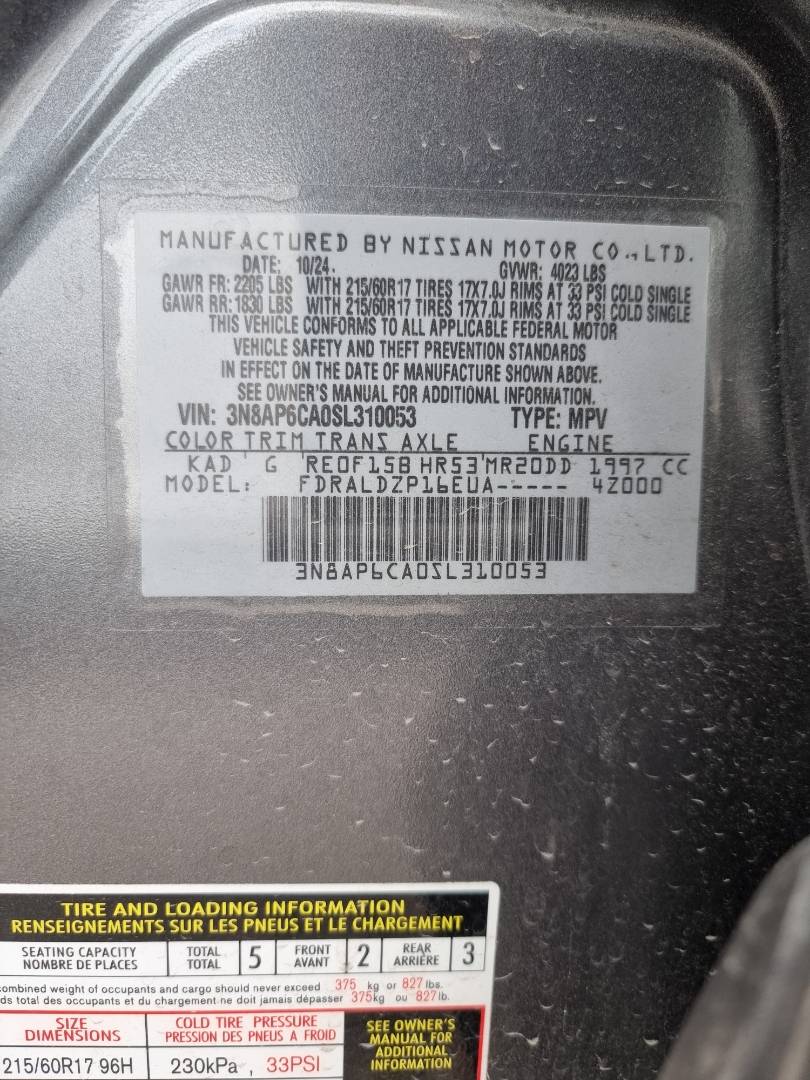 MANUFACTURED BY NISSAN MOTOR CO.,LTD.
DATE: 10/24. GVWR: 4023 LBS
GAWR FR: 2205 LBS WITH 215/60R17 TIRES 17X7.0J RIMS AT 33 PSI COLD SINGLE
GAWR RR: 1830 LBS WITH 215/60R17 TIRES 17X7.0J RIMS AT 33 PSI COLD SINGLE
THIS VEHICLE CONFORMS TO ALL APPLICABLE FEDERAL MOTOR
VEHICLE SAFETY AND THEFT PREVENTION STANDARDS
IN EFFECT ON THE DATE OF MANUFACTURE SHOWN ABOVE.
SEE OWNER'S MANUAL FOR ADDITIONAL INFORMATION.
VIN: 3N8AP6CA0SL310053 TYPE: MPV
COLOR TRIM TRANS AXLE ENGINE
KAD G RE0F15B HR53 MR20DD 1997 CC
MODEL: FDRALDZP16EUA----- 4Z000
3N8AP6CA0SL310053
TIRE AND LOADING INFORMATION
RENSEIGNEMENTS SUR LES PNEUS ET LE CHARGEMENT
SEATING CAPACITY TOTAL 5 FRONT 2 REAR 3
NOMBRE DE PLACES TOTAL AVANT ARRIÈRE
combined weight of occupants and cargo should never exceed 375 kg or 827 lbs.
ds total des occupants et du chargement ne doit jamais dépasser 375kg ou 827lb.
SIZE COLD TIRE PRESSURE SEE OWNER'S
DIMENSIONS PRESSION DES PNEUS A FROID MANUAL FOR
ADDITIONAL
215/60R17 96H 230kPa , 33PSI INFORMATION